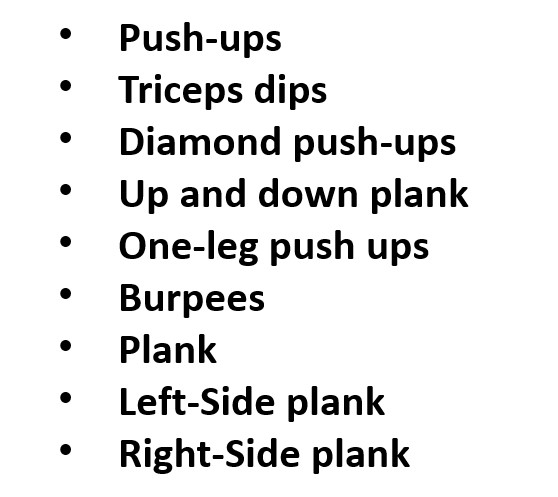 • Push-ups
• Triceps dips
• Diamond push-ups
• Up and down plank
• One-leg push ups
• Burpees
• Plank
• Left-Side plank
• Right-Side plank